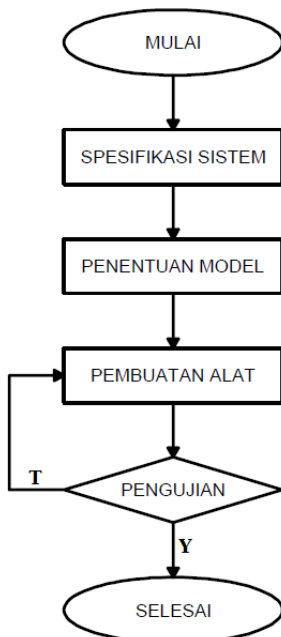 MULAI
SPESIFIKASI SISTEM
PENENTUAN MODEL
PEMBUATAN ALAT
T
PENGUJIAN
Y
SELESAI